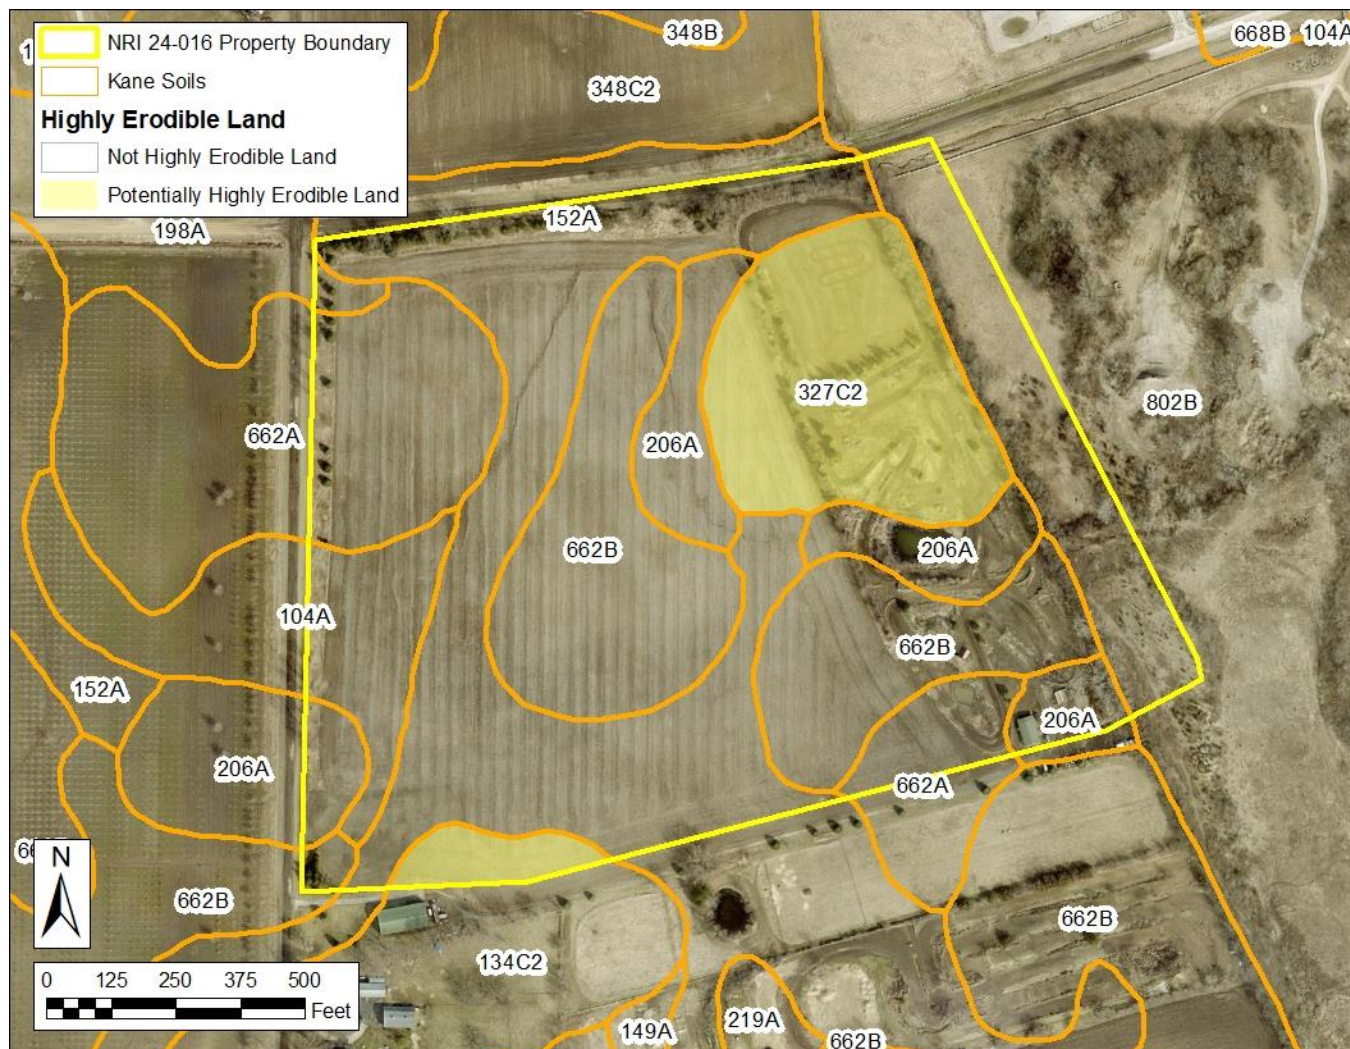 NRI 24-016 Property Boundary
Kane Soils
Highly Erodible Land
Not Highly Erodible Land
Potentially Highly Erodible Land
348B
668B
104A
348C2
152A
198A
327C2
802B
662A
206A
662B
206A
104A
662B
152A
206A
206A
662A
662B
662B
134C2
149A
219A
662B
N
0 125 250 375 500
Feet